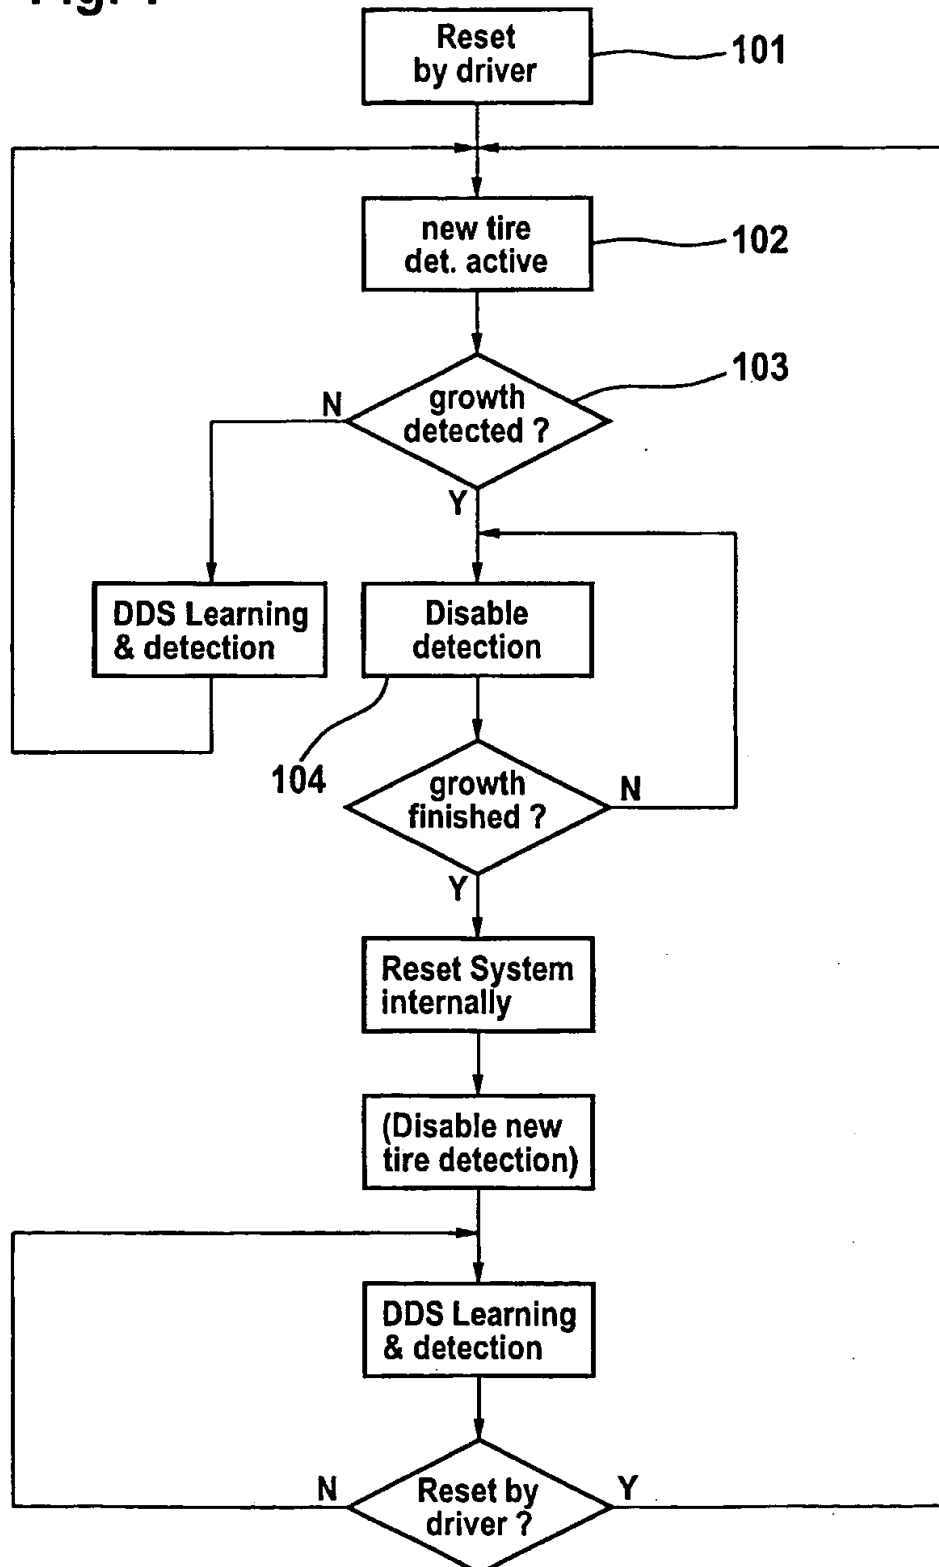 Reset
by driver
101
new tire
det. active
102
growth
detected ?
103
N
Y
DDS Learning
& detection
Disable
detection
104
growth
finished ?
N
Y
Reset System
internally
(Disable new
tire detection)
DDS Learning
& detection
N
Reset by
driver ?
Y